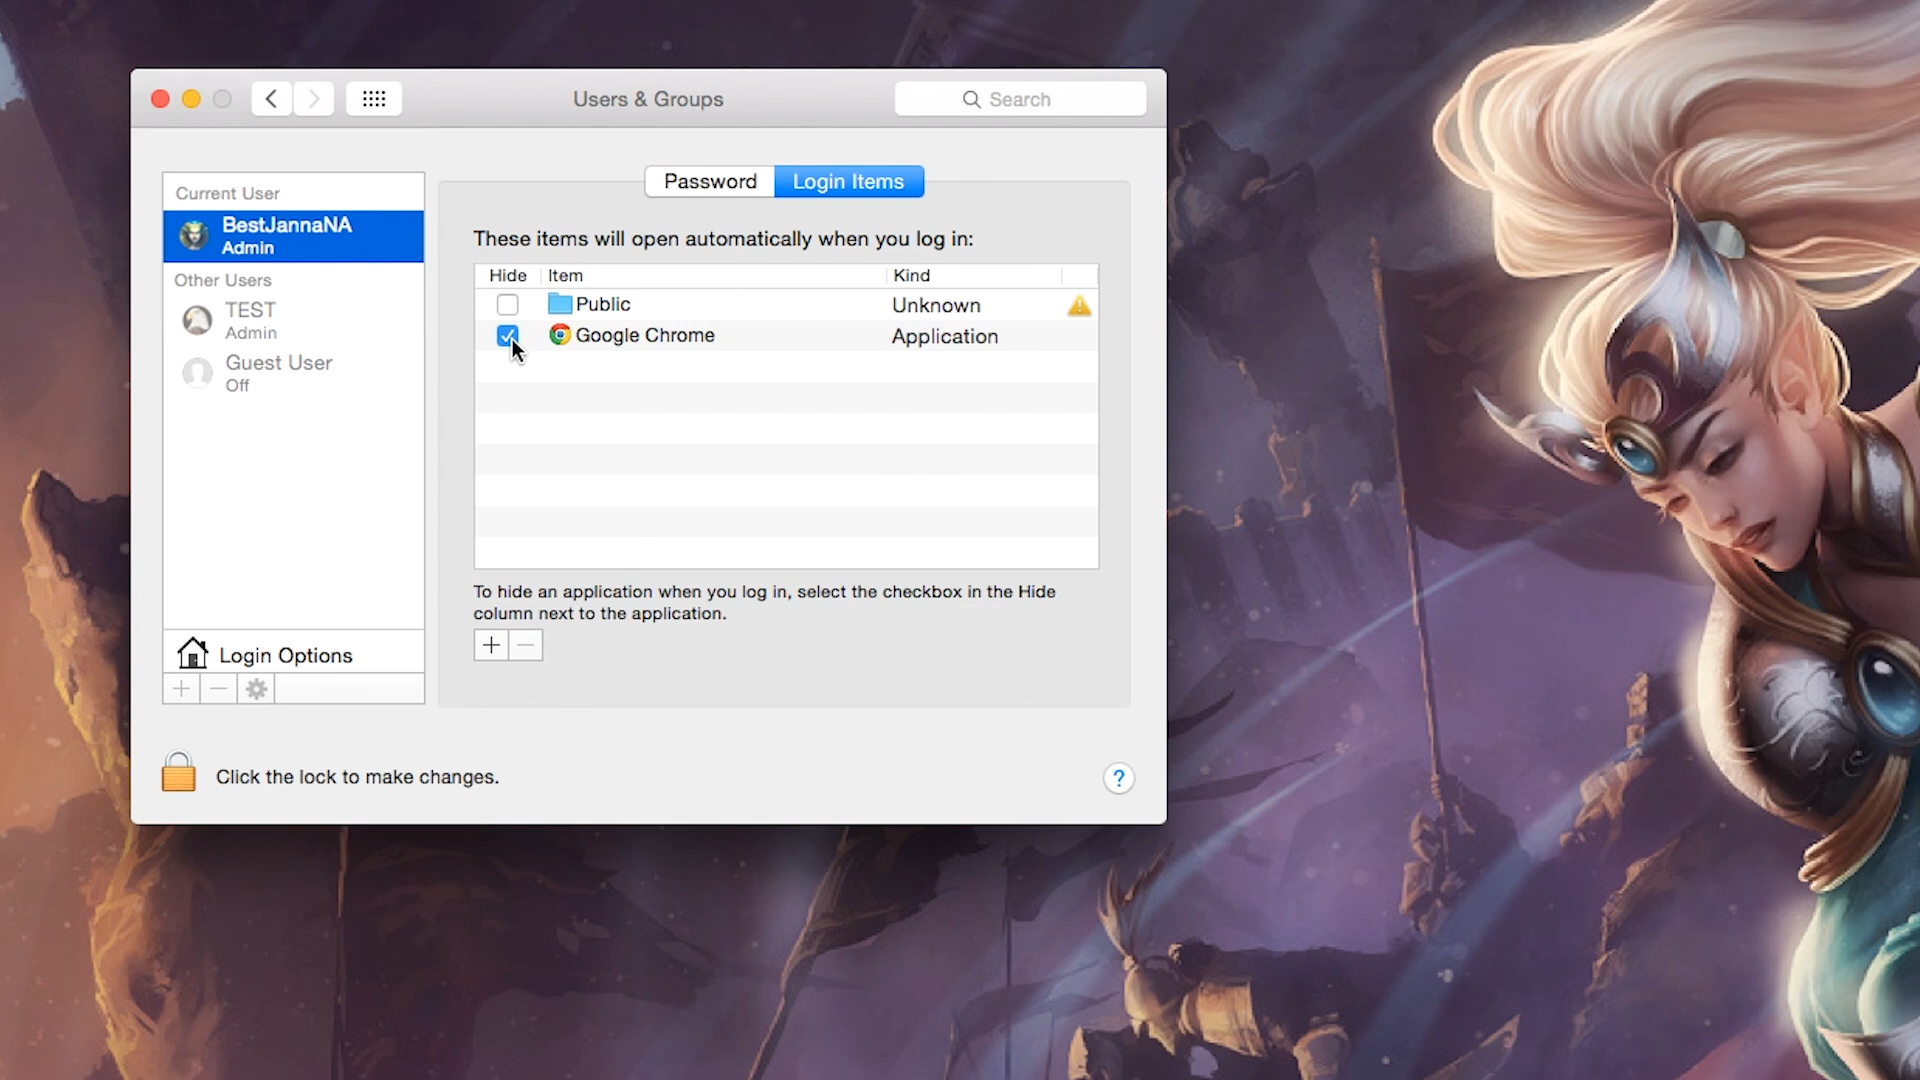 Users & Groups
Search
Current User
BestJannaNA
Admin
Other Users
TEST
Admin
Guest User
Off
Login Options
Password
Login Items
These items will open automatically when you log in:
Hide Item Kind
Public Unknown
Google Chrome Application
To hide an application when you log in, select the checkbox in the Hide
column next to the application.
Click the lock to make changes.
?